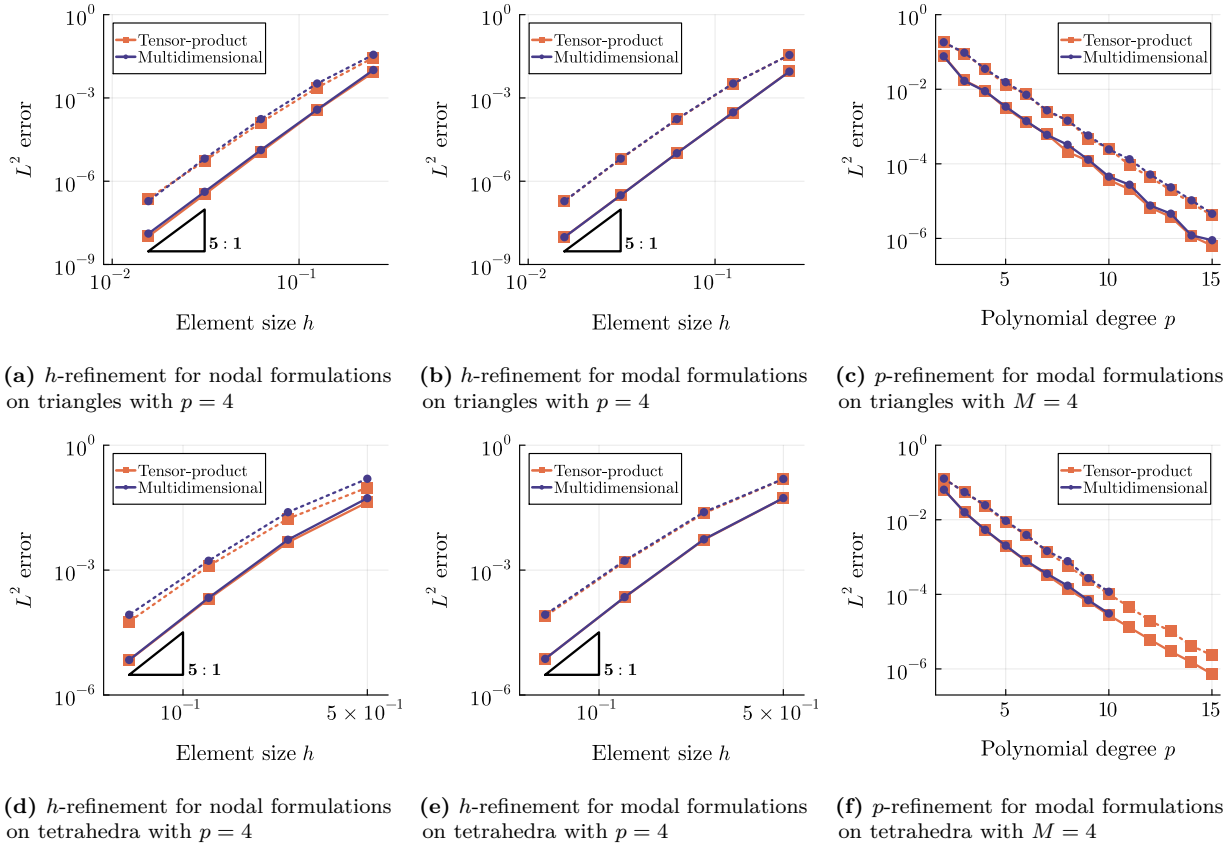 10^0
10^{-3}
10^{-6}
10^{-9}
L^2 error
Tensor-product
Multidimensional
5 : 1
10^{-2}
10^{-1}
Element size h
(a) h-refinement for nodal formulations
on triangles with p = 4
10^0
10^{-3}
10^{-6}
10^{-9}
L^2 error
Tensor-product
Multidimensional
5 : 1
10^{-2}
10^{-1}
Element size h
(b) h-refinement for modal formulations
on triangles with p = 4
10^0
10^{-2}
10^{-4}
10^{-6}
L^2 error
Tensor-product
Multidimensional
5
10
15
Polynomial degree p
(c) p-refinement for modal formulations
on triangles with M = 4
10^0
10^{-3}
10^{-6}
L^2 error
Tensor-product
Multidimensional
5 : 1
10^{-1}
5 × 10^{-1}
Element size h
(d) h-refinement for nodal formulations
on tetrahedra with p = 4
10^0
10^{-3}
10^{-6}
L^2 error
Tensor-product
Multidimensional
5 : 1
10^{-1}
5 × 10^{-1}
Element size h
(e) h-refinement for modal formulations
on tetrahedra with p = 4
10^0
10^{-2}
10^{-4}
10^{-6}
L^2 error
Tensor-product
Multidimensional
5
10
15
Polynomial degree p
(f) p-refinement for modal formulations
on tetrahedra with M = 4